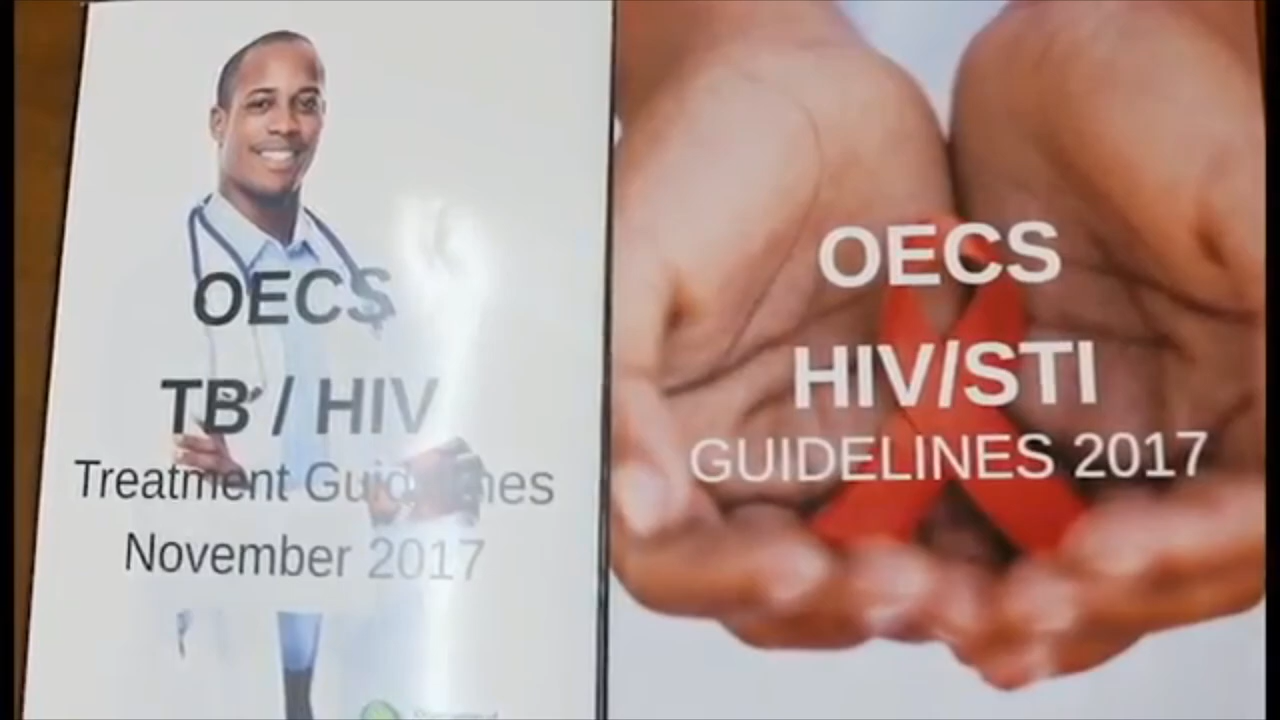 OECS
TB / HIV
Treatment Guidelines
November 2017
OECS
HIV/STI
GUIDELINES 2017